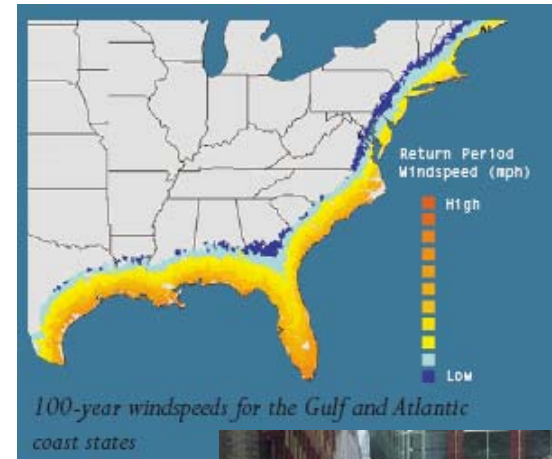 Return Period
Windspeed (mph)
High
Low
100-year windspeeds for the Gulf and Atlantic
coast states